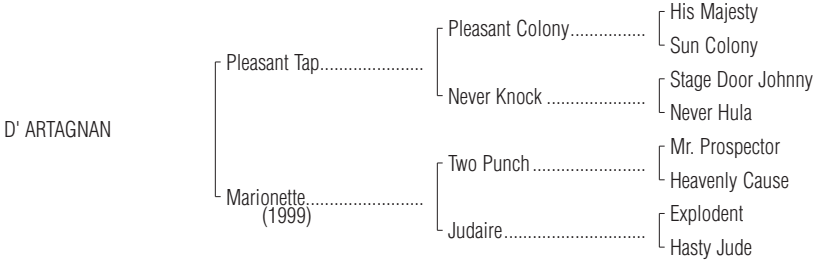 His Majesty
Pleasant Colony................
Sun Colony
Pleasant Tap......................
Stage Door Johnny
Never Knock .....................
Never Hula
D' ARTAGNAN
Mr. Prospector
Two Punch ........................
Heavenly Cause
Marionette.........................
(1999)
Explodent
Judaire..............................
Hasty Jude